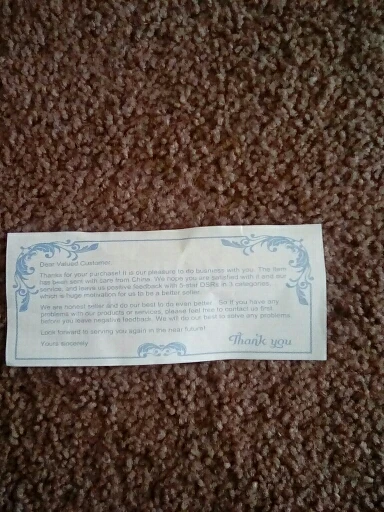 Dear Valued Customer,
Thanks for your purchase! It is our pleasure to do business with you. This item
has been sent with care from China. We hope you are satisfied with it and our
service, and leave us positive feedback with 5-star DSRs in 5 categories,
which is huge motivation for us to be a better seller.
We are honest seller and do our best to do even better. So if you have any
problems with our products or services, please feel free to contact us first
before you leave negative feedback. We will do our best to solve any problems.
Look forward to serving you again in the near future!
Yours sincerely
Thank you